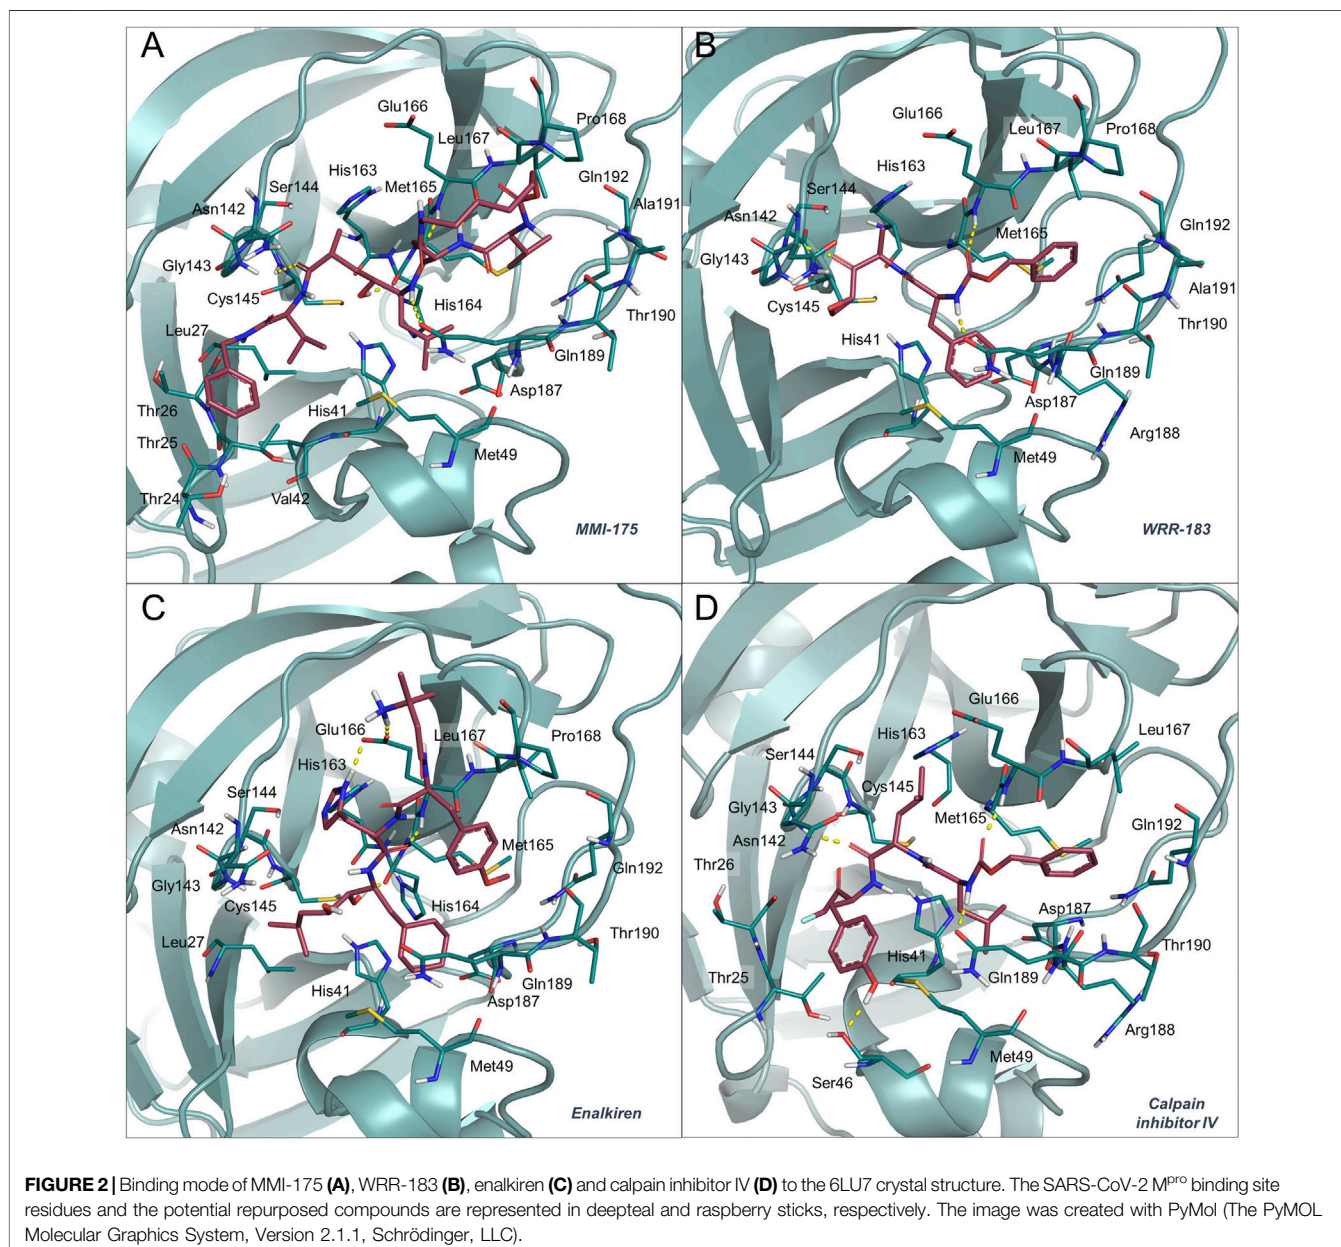 A
Glu166
Pro168
Leu167
His163
Met165
Gln192
Ser144
Ala191
Asn142
Gly143
Cys145
His164
Leu27
Thr190
Gln189
Asp187
Thr26
His41
Thr25
Met49
Thr24
Val42
MMI-175
B
Glu166
Leu167
Pro168
His163
Ser144
Asn142
Met165
Gln192
Gly143
Cys145
Ala191
Thr190
His41
Gln189
Asp187
Arg188
Met49
WRR-183
C
Glu166
Leu167
Pro168
His163
Ser144
Asn142
Met165
Gln192
Gly143
Cys145
His164
Leu27
Thr190
His41
Gln189
Asp187
Met49
Enalkiren
D
Glu166
His163
Leu167
Ser144
Cys145
Gly143
Met165
Asn142
Gln192
Thr26
Asp187
Thr190
His41
Gln189
Thr25
Arg188
Met49
Ser46
Calpain
inhibitor IV
FIGURE 2 | Binding mode of MMI-175 (A), WRR-183 (B), enalkiren (C) and calpain inhibitor IV (D) to the 6LU7 crystal structure. The SARS-CoV-2 Mpro binding site
residues and the potential repurposed compounds are represented in deepteal and raspberry sticks, respectively. The image was created with PyMol (The PyMOL
Molecular Graphics System, Version 2.1.1, Schrödinger, LLC).